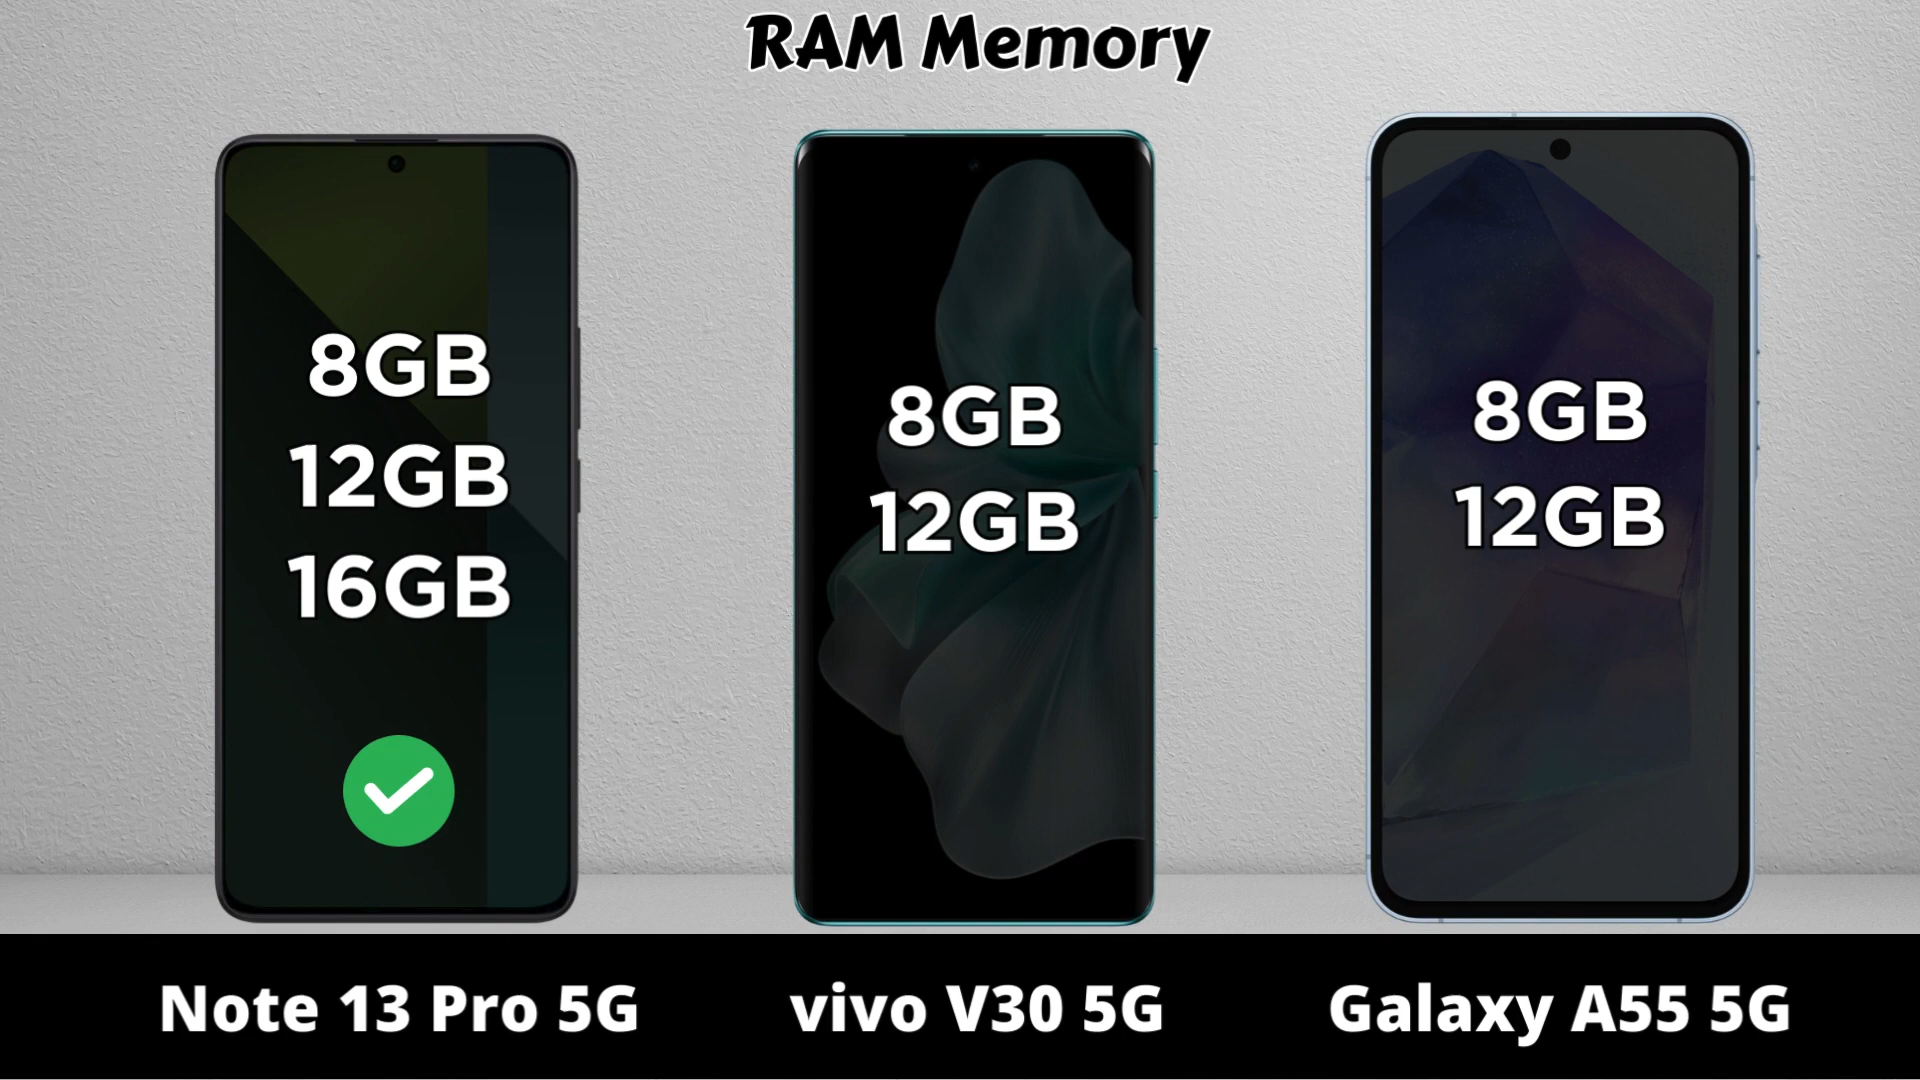 RAM Memory
8GB
12GB
16GB
8GB
12GB
8GB
12GB
Note 13 Pro 5G
vivo V30 5G
Galaxy A55 5G